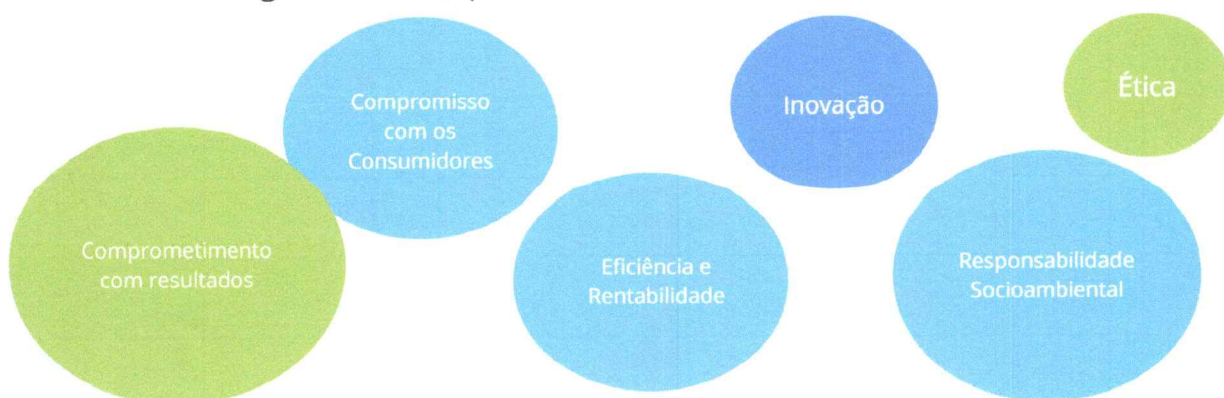 Compromisso
com os
Consumidores
Inovação
Ética
Comprometimento
com resultados
Eficiência e
Rentabilidade
Responsabilidade
Socioambiental